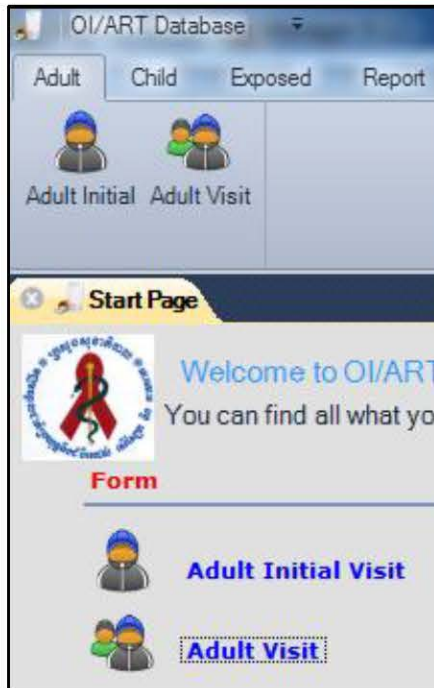 OI/ART Database
Adult Child Exposed Report
Adult Initial Adult Visit
Start Page
Welcome to OI/ART
You can find all what yo
Form
Adult Initial Visit
Adult Visit